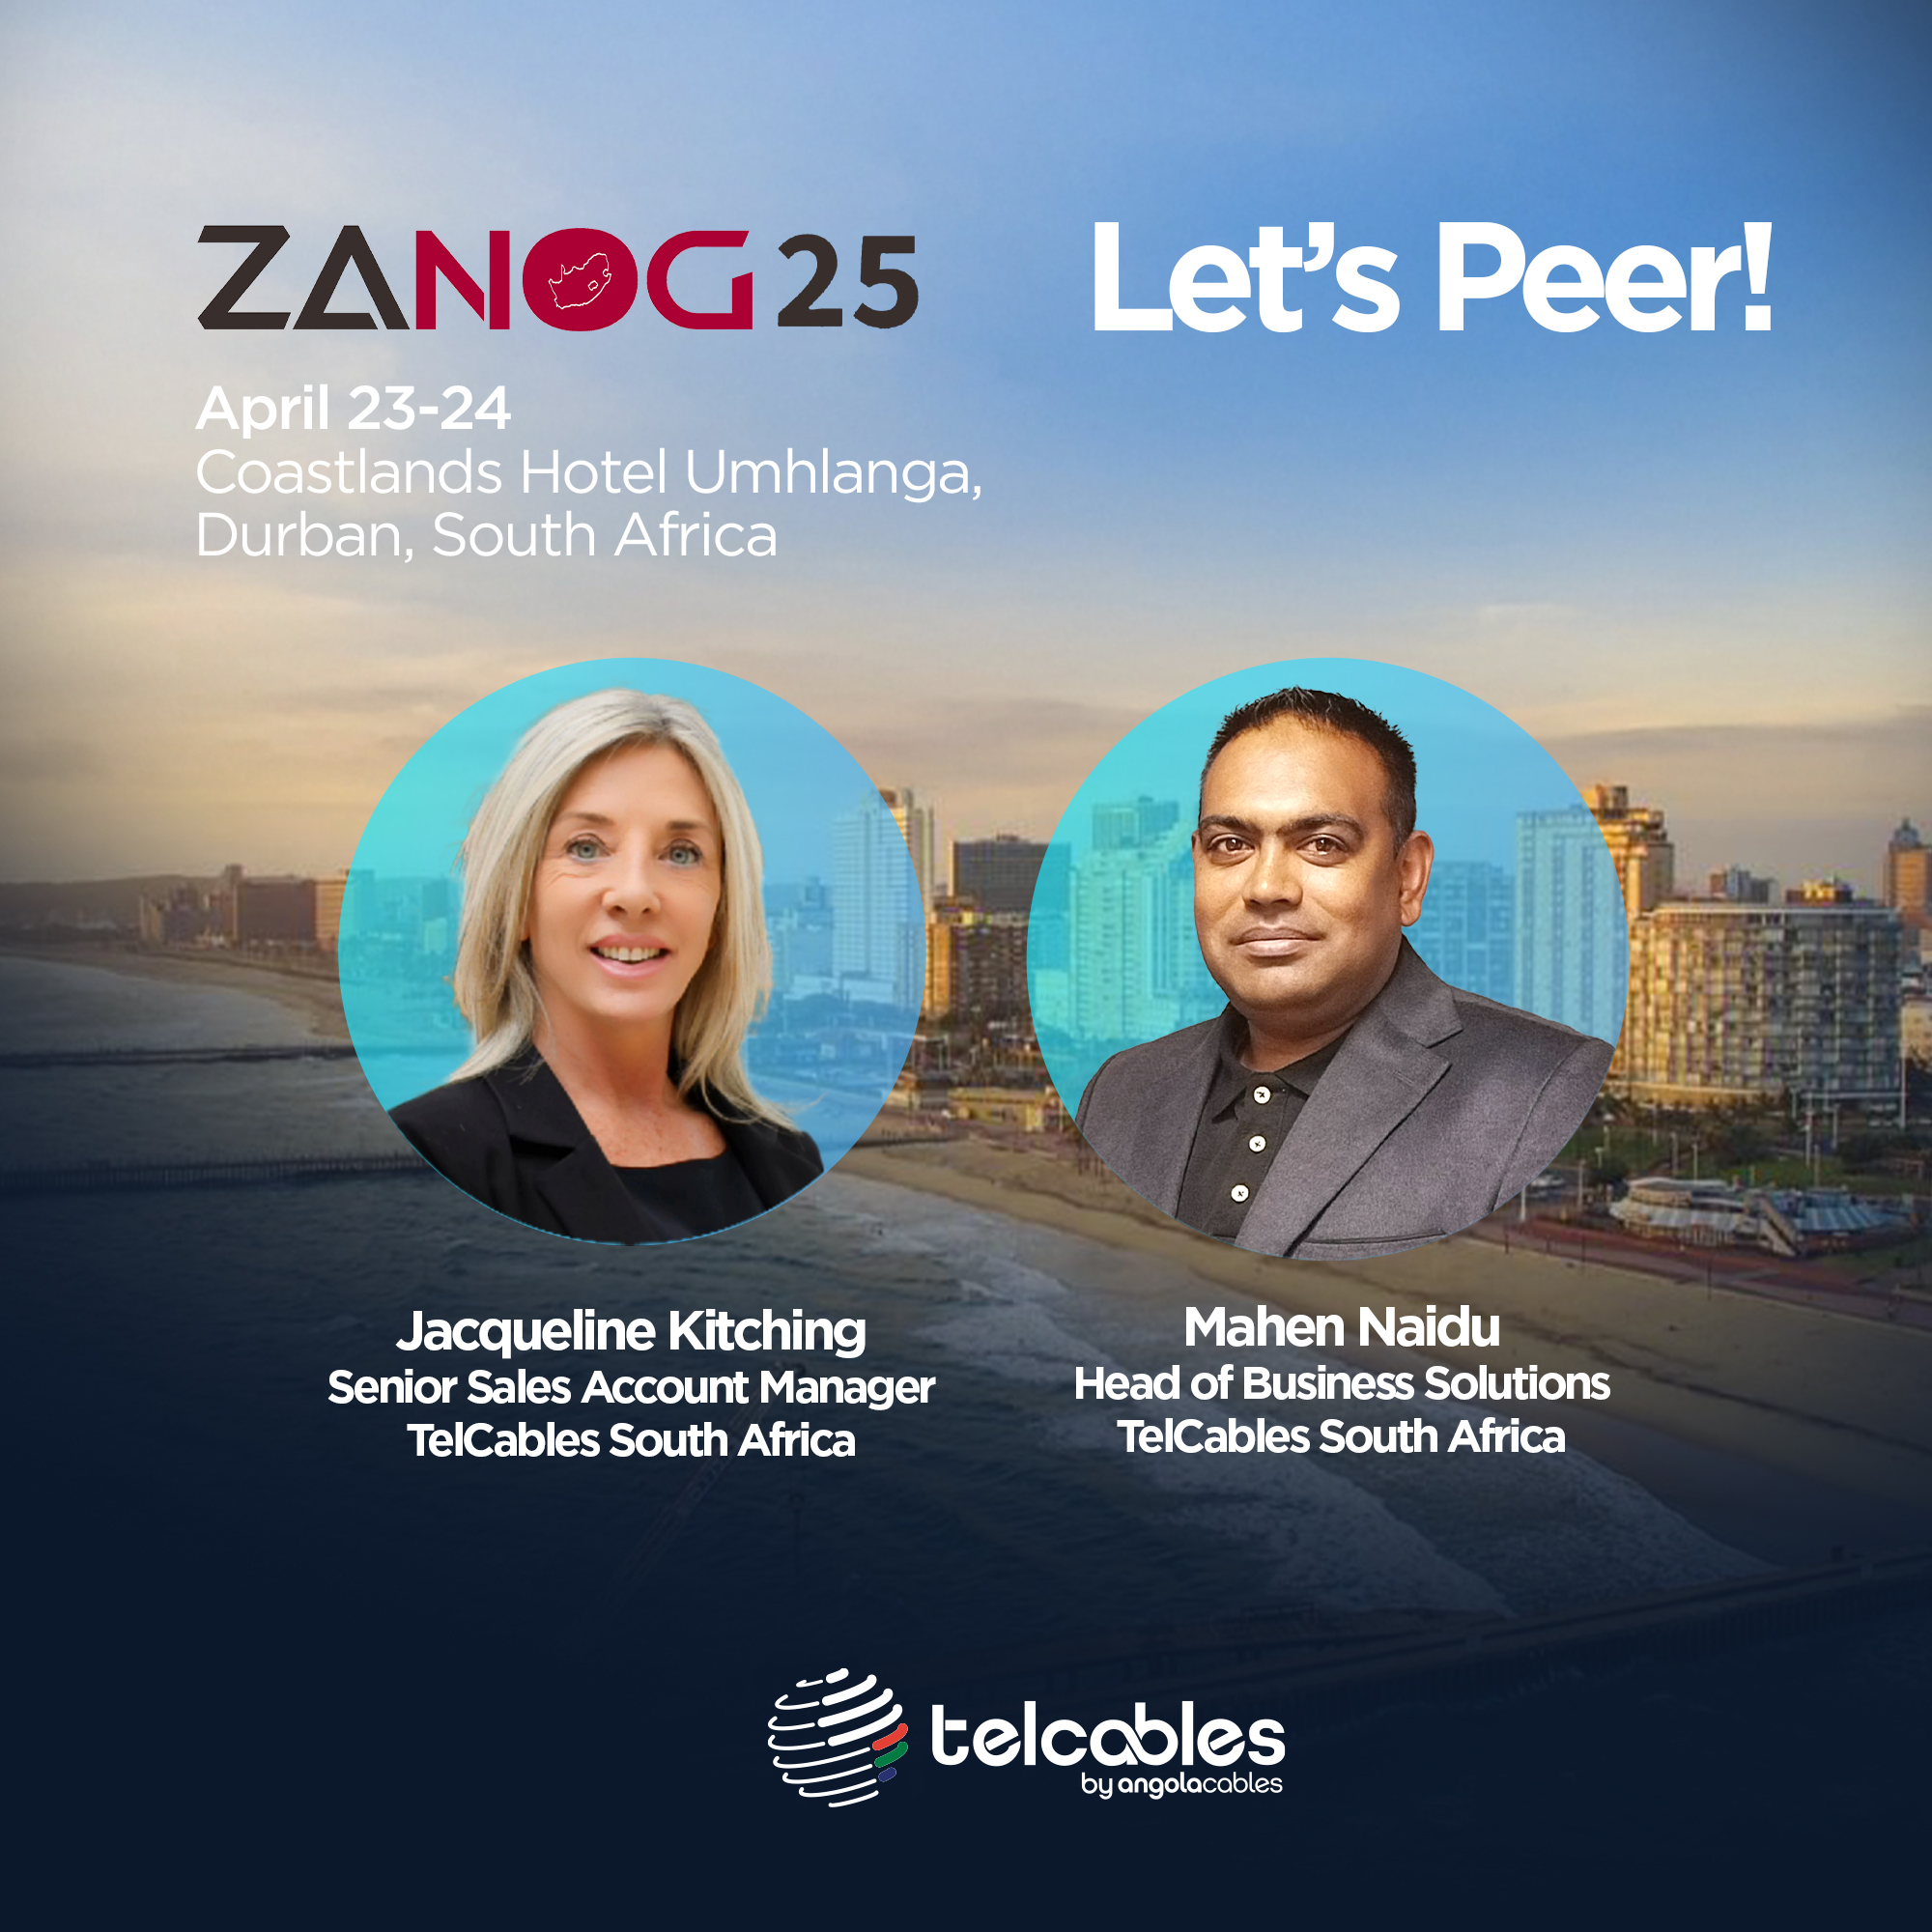 ZANOG 25
Let's Peer!
April 23-24
Coastlands Hotel Umhlanga,
Durban, South Africa
Jacqueline Kitching
Senior Sales Account Manager
TelCables South Africa
Mahen Naidu
Head of Business Solutions
TelCables South Africa
telcables
by angolacables